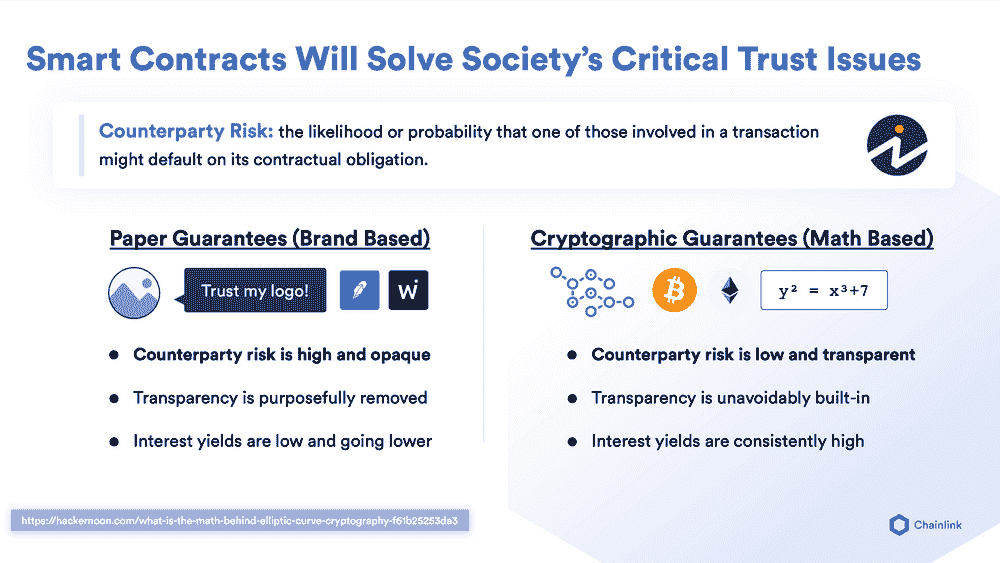 Smart Contracts Will Solve Society’s Critical Trust Issues
Counterparty Risk: the likelihood or probability that one of those involved in a transaction
might default on its contractual obligation.
Paper Guarantees (Brand Based)
Trust my logo!
Wi
Counterparty risk is high and opaque
Transparency is purposefully removed
Interest yields are low and going lower
Cryptographic Guarantees (Math Based)
y² = x³+7
Counterparty risk is low and transparent
Transparency is unavoidably built-in
Interest yields are consistently high
https://hackernoon.com/what-is-the-math-behind-elliptic-curve-cryptography-f61b25253da3
Chainlink